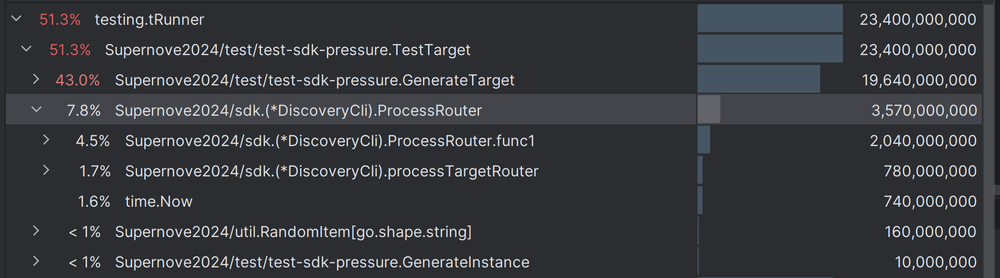 51.3% testing.tRunner 23,400,000,000
51.3% Supernove2024/test/test-sdk-pressure.TestTarget 23,400,000,000
43.0% Supernove2024/test/test-sdk-pressure.GenerateTarget 19,640,000,000
7.8% Supernove2024/sdk.(*DiscoveryCli).ProcessRouter 3,570,000,000
4.5% Supernove2024/sdk.(*DiscoveryCli).ProcessRouter.func1 2,040,000,000
1.7% Supernove2024/sdk.(*DiscoveryCli).processTargetRouter 780,000,000
1.6% time.Now 740,000,000
< 1% Supernove2024/util.RandomItem[go.shape.string] 160,000,000
< 1% Supernove2024/test/test-sdk-pressure.GenerateInstance 10,000,000